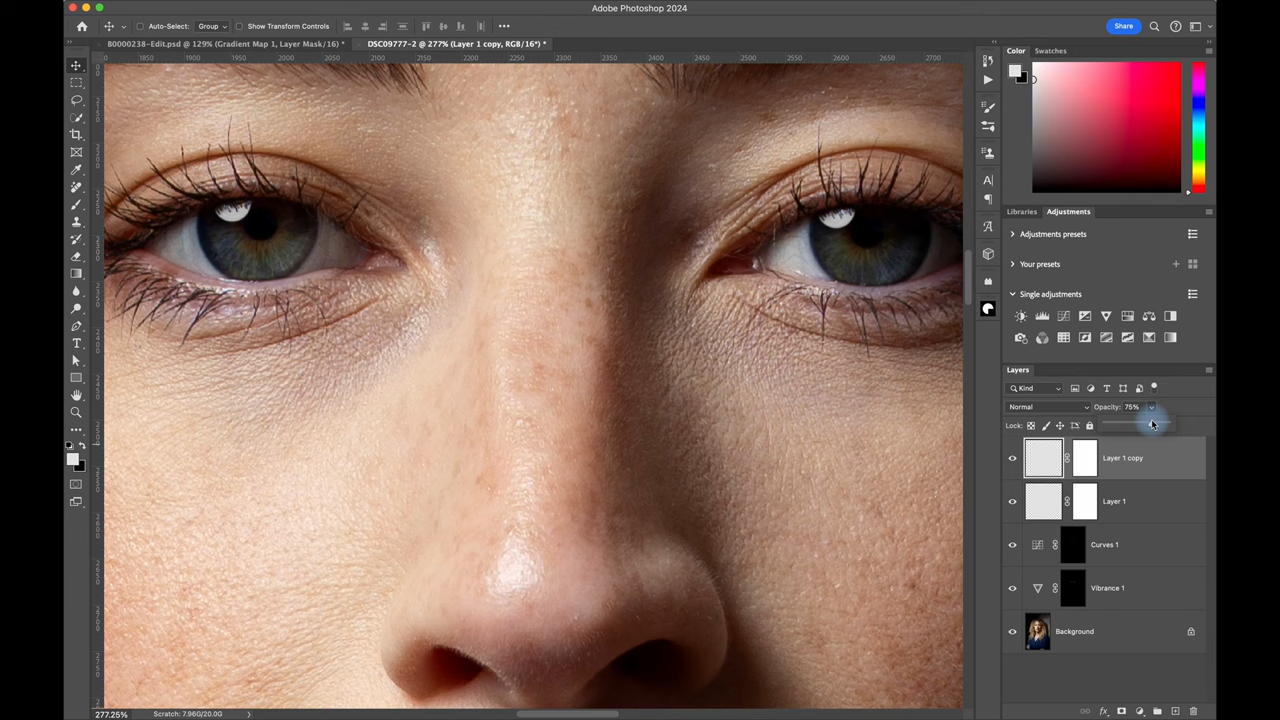 Adobe Photoshop 2024
Auto-Select: Group Show Transform Controls
Share
B0000238-Edit.psd @ 129% (Gradient Map 1, Layer Mask/16) *
DSC09777-2 @ 277% (Layer 1 copy, RGB/16*) *
1850 1900 1950 2000 2050 2100 2150 2200 2250 2300 2350 2400 2450 2500 2550 2600 2650 2700
Color Swatches
Libraries Adjustments
Adjustments presets
Your presets
Single adjustments
Layers
Kind
Normal Opacity: 75%
Lock:
Layer 1 copy
Layer 1
Curves 1
Vibrance 1
Background
277.25% Scratch: 7.96G/20.0G